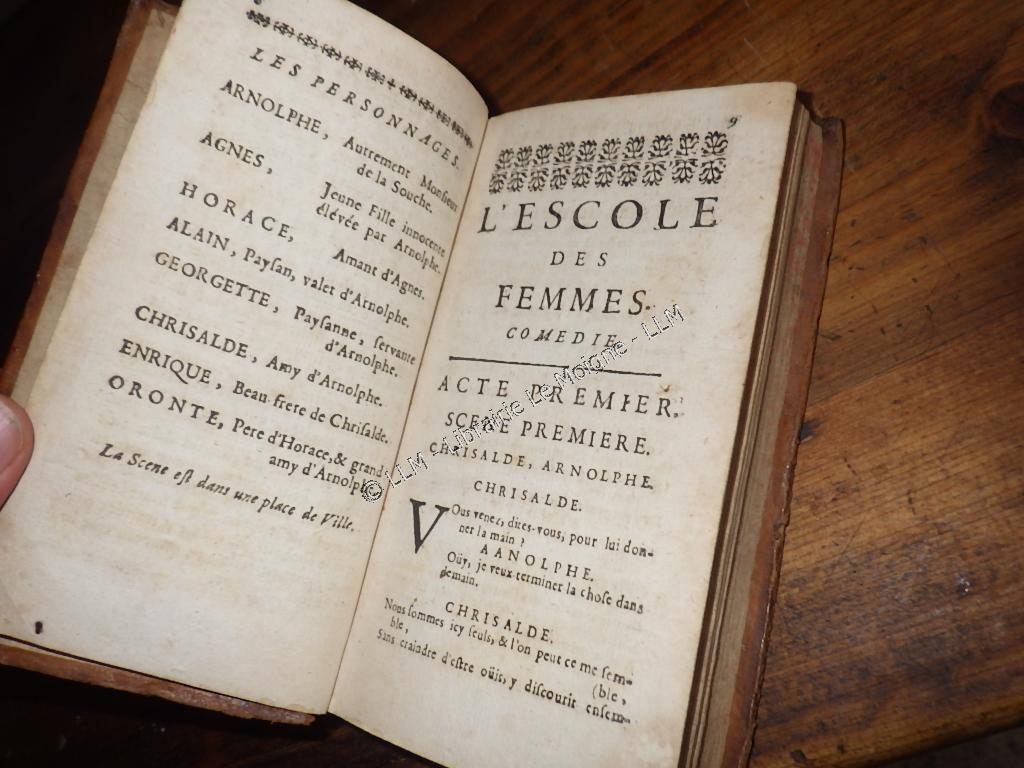 LES PERSONNAGES.
ARNOLPHE, Autrement Monſieur
de la Souche.
AGNES, Jeune Fille innocente
élévée par Arnolphe.
HORACE, Amant d'Agnes.
ALAIN, Payſan, valet d'Arnolphe.
GEORGETTE, Payſanne, ſervante
d'Arnolphe.
CHRISALDE, Amy d'Arnolphe.
ENRIQUE, Beau frere de Chriſalde.
ORONTE, Pere d'Horace, & grand
amy d'Arnolphe
La Scene eſt dans une place de Ville.
9
L'ESCOLE
DES
FEMMES.
COMEDIE
ACTE PREMIER.
SCENE PREMIERE.
CHRISALDE, ARNOLPHE.
CHRISALDE.
VOus venez, dites-vous, pour lui don-
ner la main ?
AANOLPHE.
Oüy, je veux terminer la choſe dans
demain.
CHRISALDE.
Nous ſommes icy ſeuls, & l'on peut ce me ſem-
ble, (ble,
Sans craindre d'eſtre oüis, y diſcourir enſem-
© LLM - Librairie Le Moigne - LLM